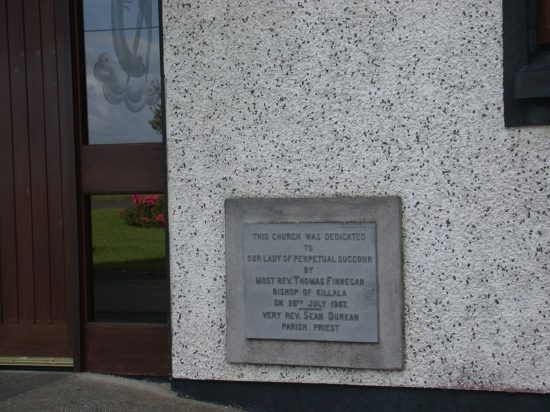 THIS CHURCH WAS DEDICATED
TO
OUR LADY OF PERPETUAL SUCCOUR
BY
MOST REV. THOMAS FINNEGAN
BISHOP OF KILLALA
ON 26TH JULY 1987.
VERY REV. SEAN DURKAN
PARISH PRIEST